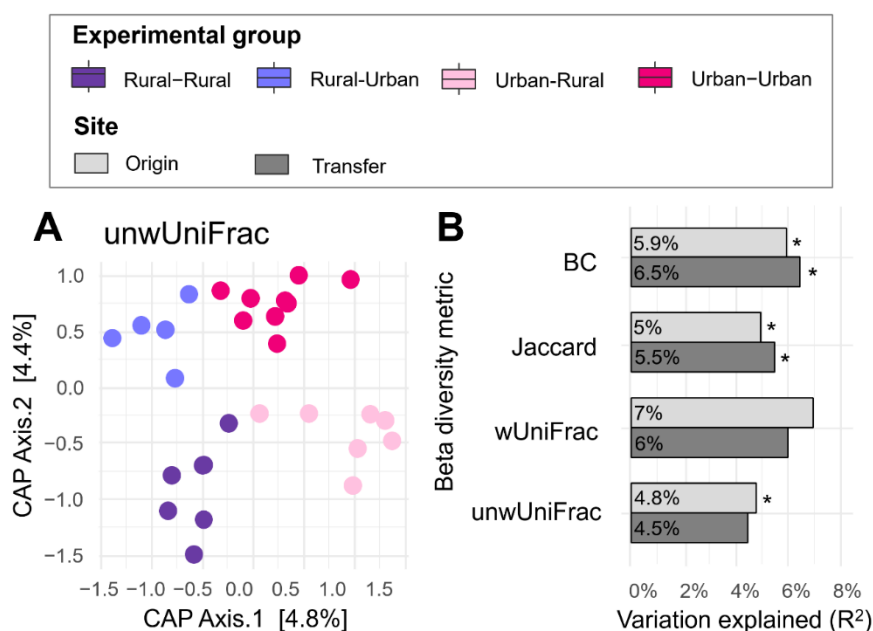 Experimental group
Rural−Rural Rural-Urban Urban-Rural Urban−Urban
Site
Origin Transfer
A unwUniFrac
1.0
0.5
0.0
−0.5
−1.0
−1.5
CAP Axis.2 [4.4%]
−1.5 −1.0 −0.5 0.0 0.5 1.0 1.5
CAP Axis.1 [4.8%]
B
Beta diversity metric
BC
5.9% *
6.5% *
Jaccard
5% *
5.5% *
wUniFrac
7%
6%
unwUniFrac
4.8% *
4.5%
0% 2% 4% 6% 8%
Variation explained (R²)